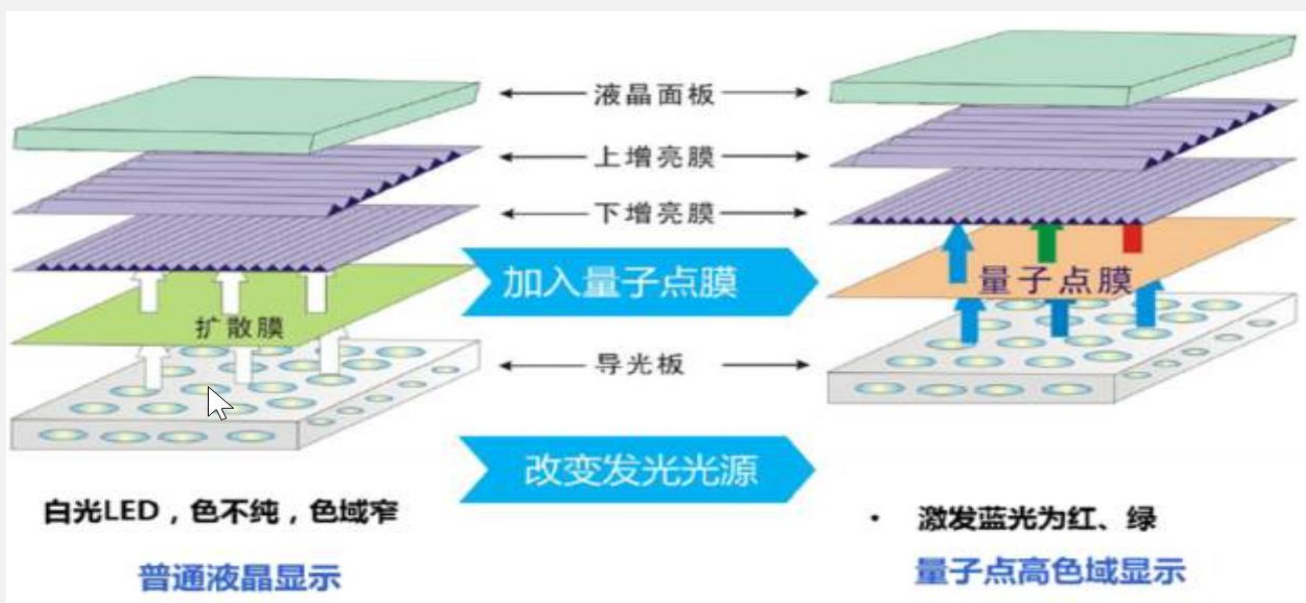 液晶面板
上增亮膜
下增亮膜
加入量子点膜
量子点膜
扩散膜
导光板
改变发光光源
白光LED，色不纯，色域窄
• 激发蓝光为红、绿
普通液晶显示
量子点高色域显示